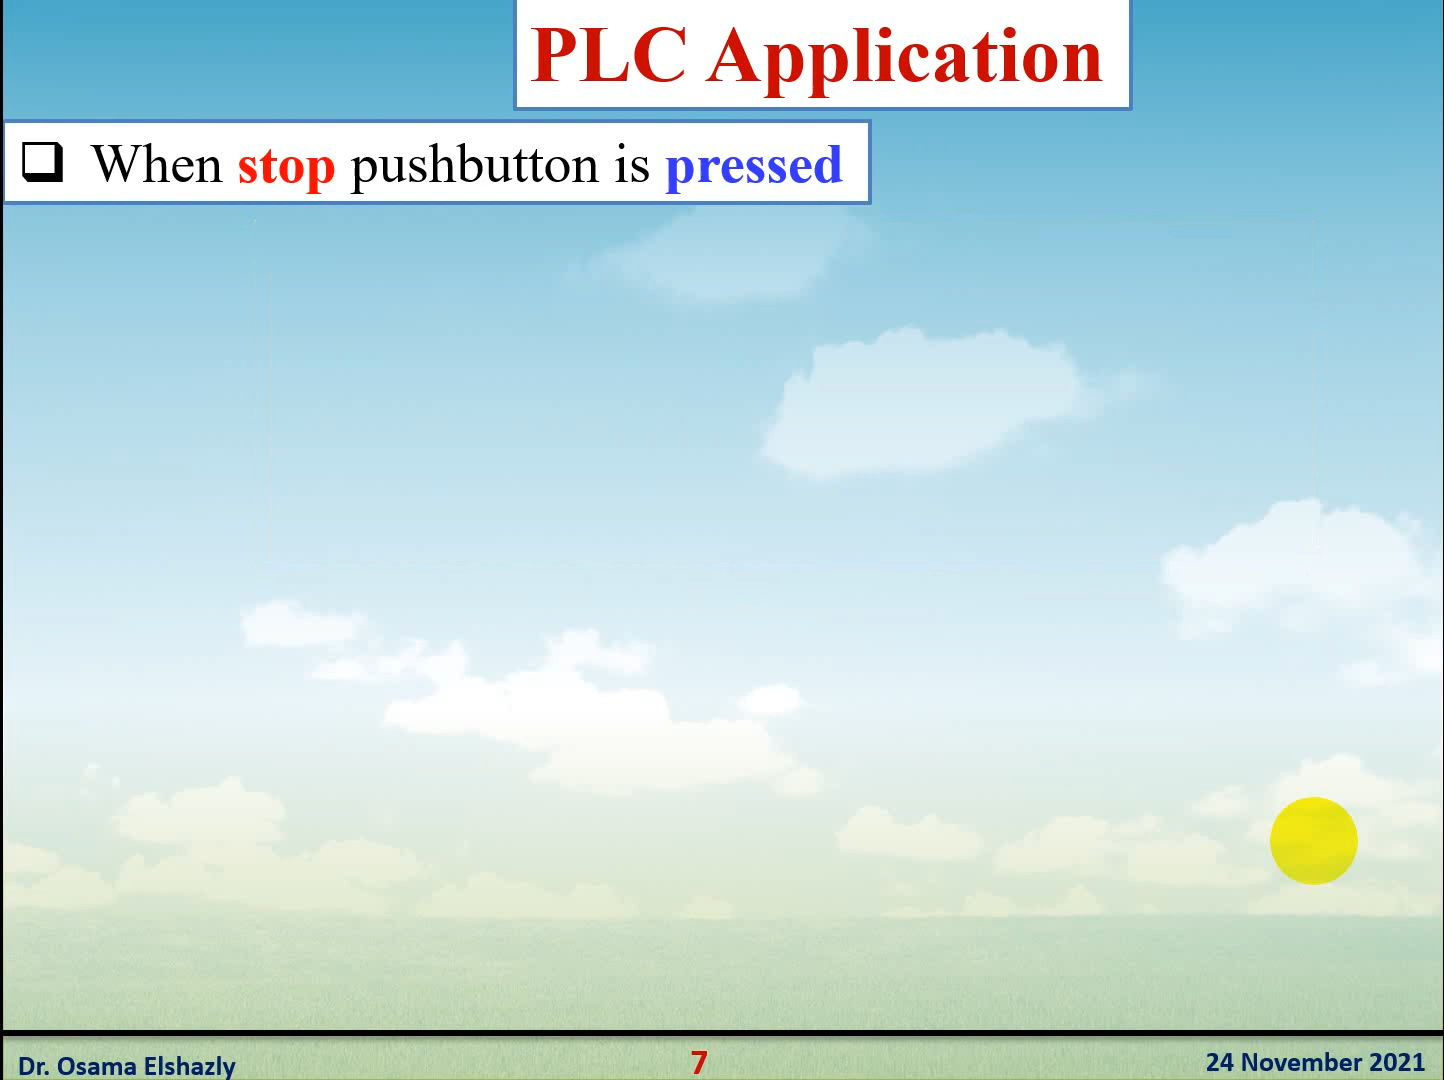 PLC Application
❑ When stop pushbutton is pressed
Dr. Osama Elshazly
7
24 November 2021